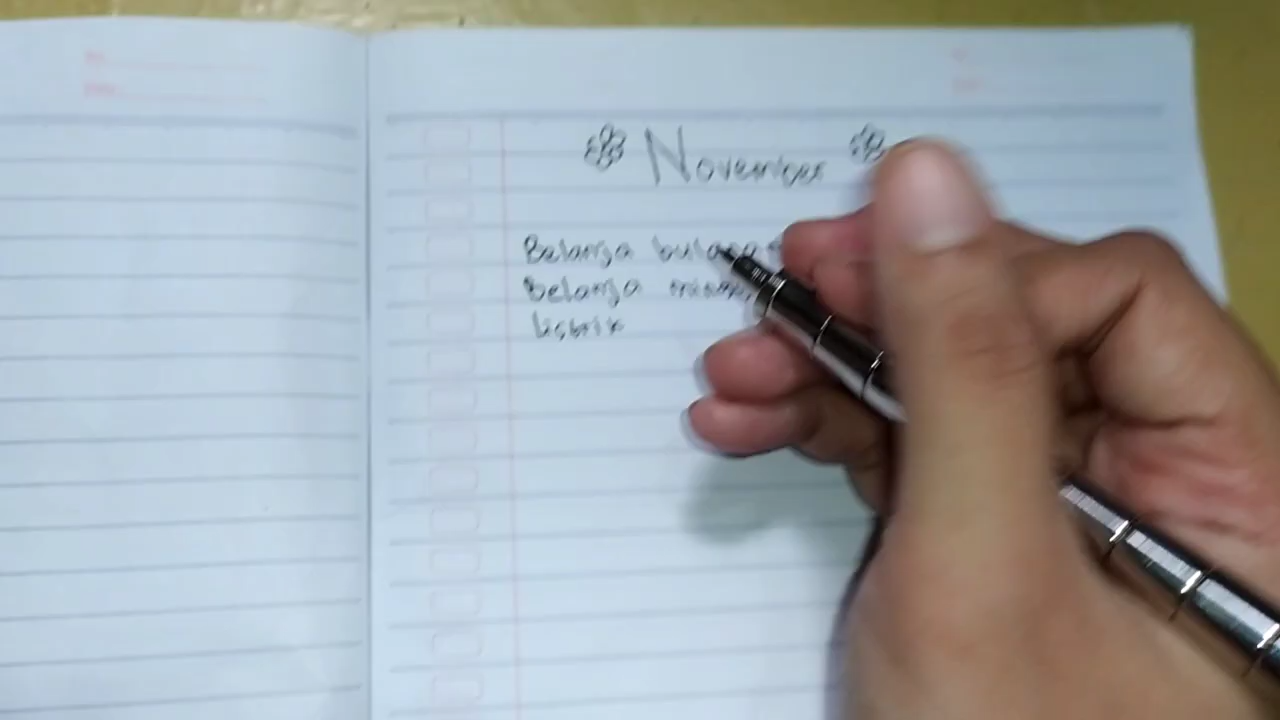 November
Belanja bulanan
Belanja
listrik